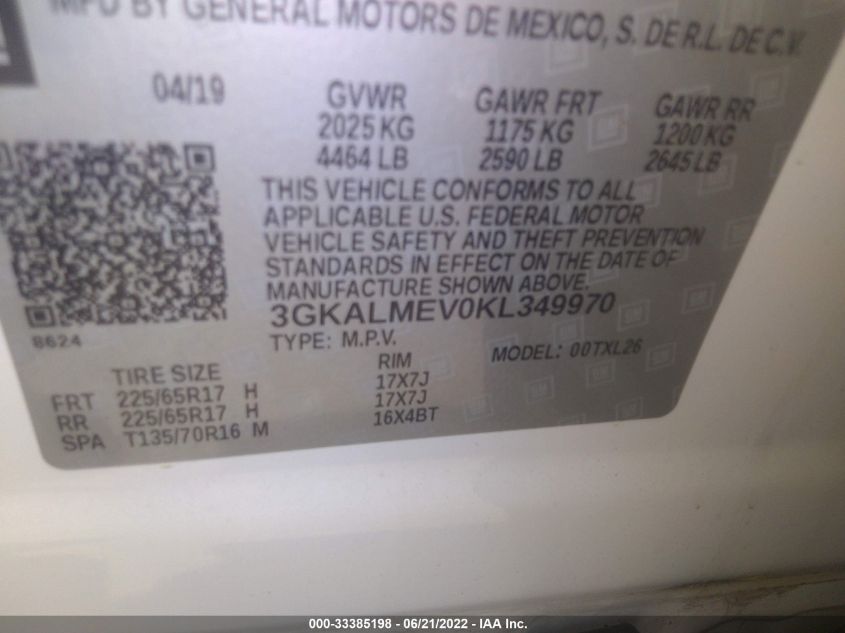 MFD BY GENERAL MOTORS DE MEXICO, S. DE R.L. DE C.V.
04/19
GVWR GAWR FRT GAWR RR
2025 KG 1175 KG 1200 KG
4464 LB 2590 LB 2645 LB
THIS VEHICLE CONFORMS TO ALL
APPLICABLE U.S. FEDERAL MOTOR
VEHICLE SAFETY AND THEFT PREVENTION
STANDARDS IN EFFECT ON THE DATE OF
MANUFACTURE SHOWN ABOVE.
3GKALMEV0KL349970
8624
TYPE: M.P.V. MODEL: 00TXL26
TIRE SIZE RIM
FRT 225/65R17 H 17X7J
RR 225/65R17 H 17X7J
SPA T135/70R16 M 16X4BT
000-33385198 - 06/21/2022 - IAA Inc.